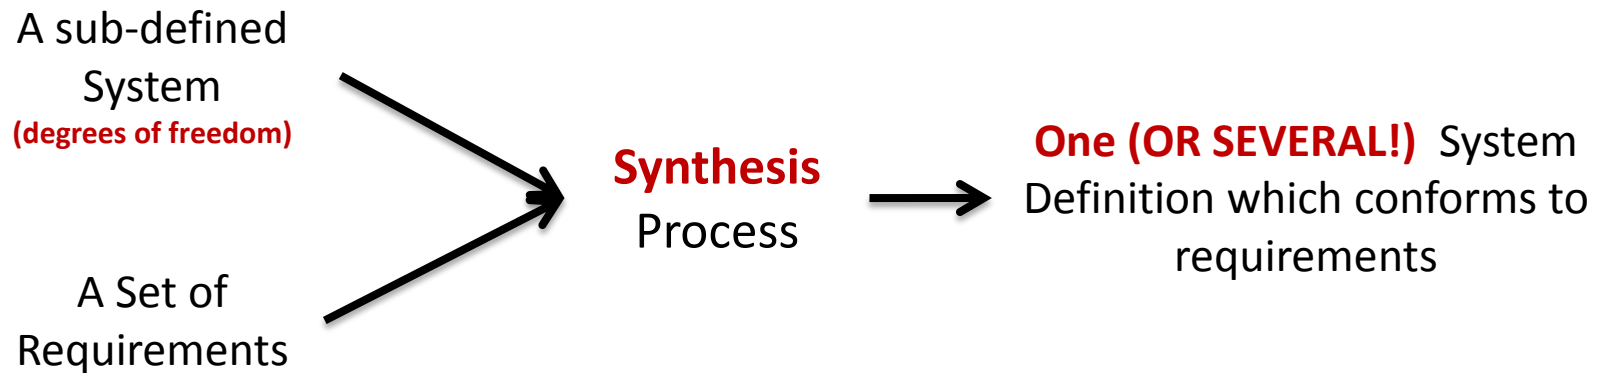 A sub-defined
System
(degrees of freedom)
A Set of
Requirements
Synthesis
Process
One (OR SEVERAL!) System
Definition which conforms to
requirements